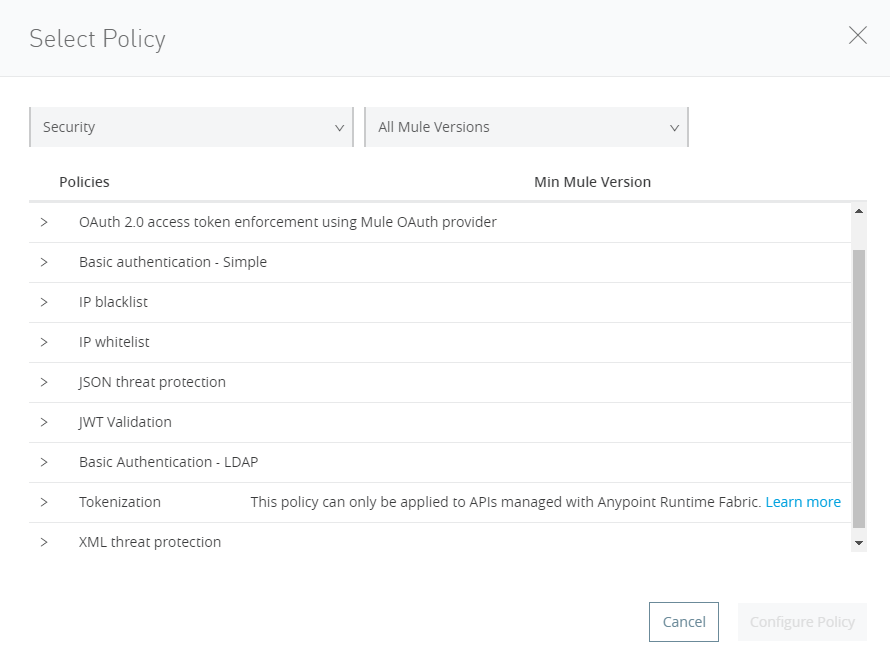 Select Policy
Security
All Mule Versions
Policies Min Mule Version
OAuth 2.0 access token enforcement using Mule OAuth provider
Basic authentication - Simple
IP blacklist
IP whitelist
JSON threat protection
JWT Validation
Basic Authentication - LDAP
Tokenization This policy can only be applied to APIs managed with Anypoint Runtime Fabric. Learn more
XML threat protection
Cancel Configure Policy